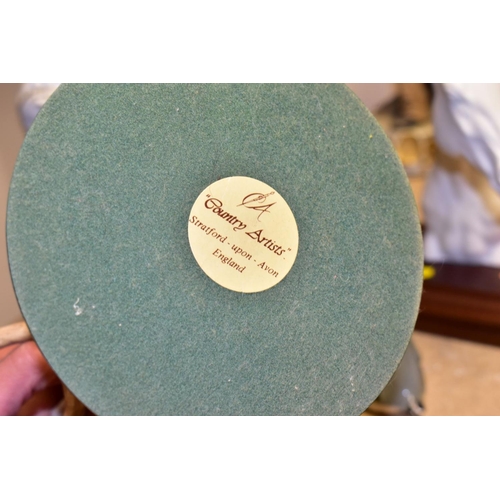 CA
"Country Artists"
Stratford - upon - Avon
England